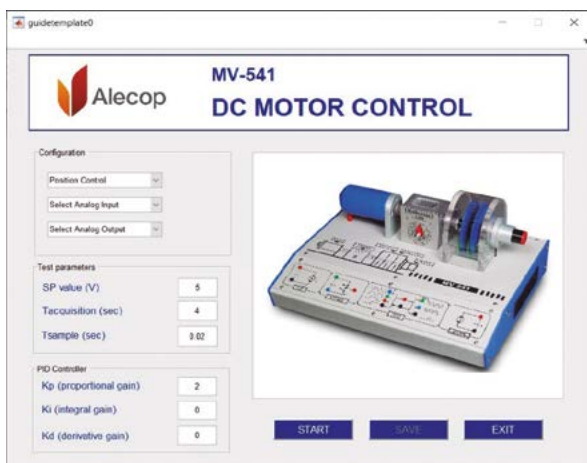 guidetemplate0
Alecop
MV-541
DC MOTOR CONTROL
Configuration
Position Control
Select Analog Input
Select Analog Output
Test parameters
SP value (V)
5
Tacquisition (sec)
4
Tsample (sec)
0.02
PID Controller
Kp (proportional gain)
2
Ki (integral gain)
0
Kd (derivative gain)
0
MV-541
START
SAVE
EXIT